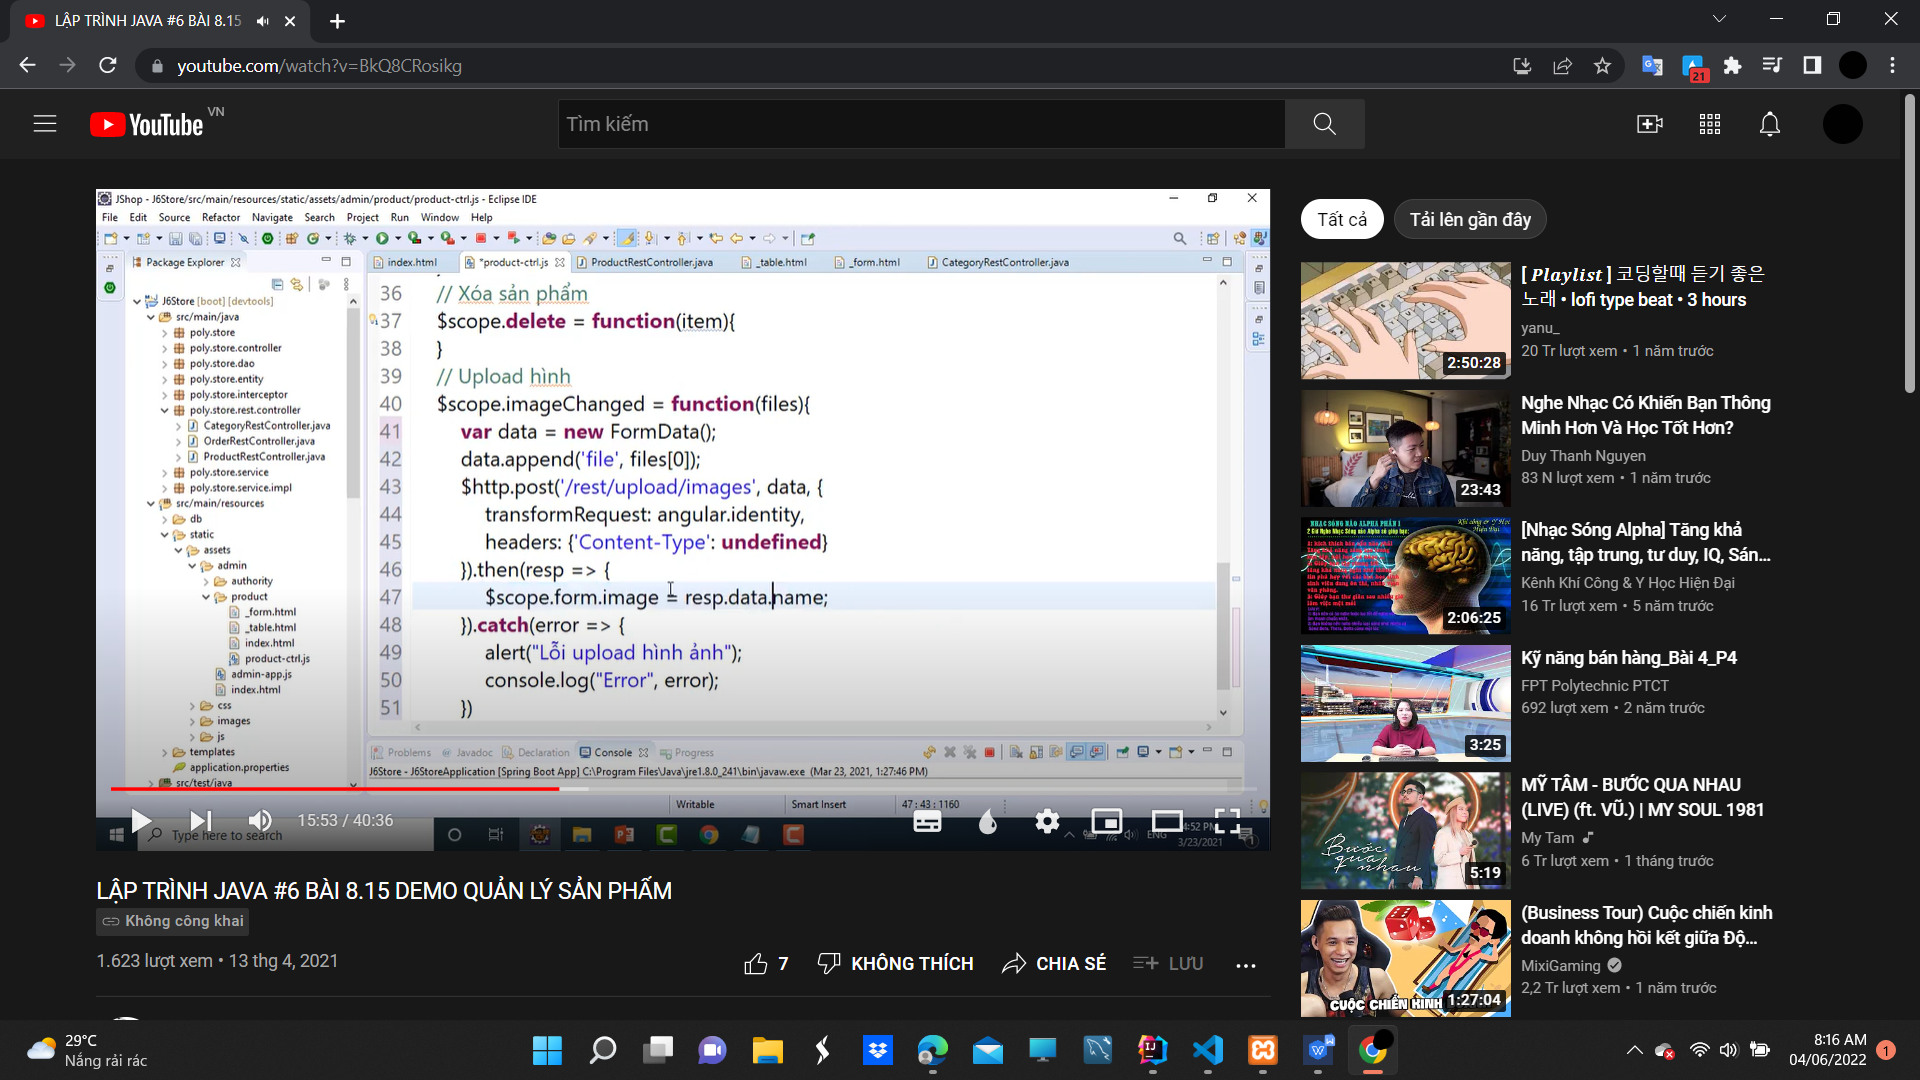 LẬP TRÌNH JAVA #6 BÀI 8.15
youtube.com/watch?v=BkQ8CRosikg
21
YouTube VN
Tìm kiếm
JShop - J6Store/src/main/resources/static/assets/admin/product/product-ctrl.js - Eclipse IDE
File Edit Source Refactor Navigate Search Project Run Window Help
Package Explorer
index.html *product-ctrl.js ProductRestController.java _table.html _form.html CategoryRestController.java
J6Store [boot] [devtools]
src/main/java
poly.store
poly.store.controller
poly.store.dao
poly.store.entity
poly.store.interceptor
poly.store.rest.controller
CategoryRestController.java
OrderRestController.java
ProductRestController.java
poly.store.service
poly.store.service.impl
src/main/resources
db
static
assets
admin
authority
product
_form.html
_table.html
index.html
product-ctrl.js
admin-app.js
index.html
css
images
js
templates
application.properties
src/test/java
36 // Xóa sản phẩm
37 $scope.delete = function(item){
38 }
39 // Upload hình
40 $scope.imageChanged = function(files){
41 var data = new FormData();
42 data.append('file', files[0]);
43 $http.post('/rest/upload/images', data, {
44 transformRequest: angular.identity,
45 headers: {'Content-Type': undefined}
46 }).then(resp => {
47 $scope.form.image = resp.data.name;
48 }).catch(error => {
49 alert("Lỗi upload hình ảnh");
50 console.log("Error", error);
51 })
Problems Javadoc Declaration Console Progress
J6Store - J6StoreApplication [Spring Boot App] C:\Program Files\Java\jre1.8.0_241\bin\javaw.exe (Mar 23, 2021, 1:27:46 PM)
Writable Smart Insert 47 : 43 : 1160
15:53 / 40:36
Type here to search
ENG
4:52 PM
3/23/2021
1
LẬP TRÌNH JAVA #6 BÀI 8.15 DEMO QUẢN LÝ SẢN PHẨM
Không công khai
1.623 lượt xem • 13 thg 4, 2021
7 KHÔNG THÍCH CHIA SẺ LƯU
Tất cả Tải lên gần đây
[ Playlist ] 코딩할때 듣기 좋은
노래 • lofi type beat • 3 hours
yanu_
20 Tr lượt xem • 1 năm trước
2:50:28
Nghe Nhạc Có Khiến Bạn Thông
Minh Hơn Và Học Tốt Hơn?
Duy Thanh Nguyen
83 N lượt xem • 1 năm trước
23:43
NHẠC SÓNG NÃO ALPHA PHẦN 1
[Nhạc Sóng Alpha] Tăng khả
năng, tập trung, tư duy, IQ, Sán...
Kênh Khí Công & Y Học Hiện Đại
16 Tr lượt xem • 5 năm trước
2:06:25
Kỹ năng bán hàng_Bài 4_P4
FPT Polytechnic PTCT
692 lượt xem • 2 năm trước
3:25
Bước qua nhau
MỸ TÂM - BƯỚC QUA NHAU
(LIVE) (ft. VŨ.) | MY SOUL 1981
My Tam
6 Tr lượt xem • 1 tháng trước
5:19
CUỘC CHIẾN KINH
(Business Tour) Cuộc chiến kinh
doanh không hồi kết giữa Độ...
MixiGaming
2,2 Tr lượt xem • 1 năm trước
1:27:04
29°C
Nắng rải rác
8:16 AM
04/06/2022
1